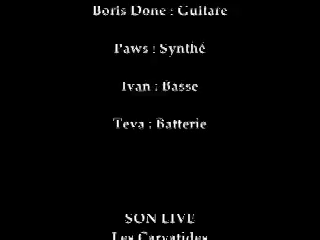 Boris Done : Guitare
Paws : Synthé
Ivan : Basse
Teva : Batterie
SON LIVE
Les Caryatides